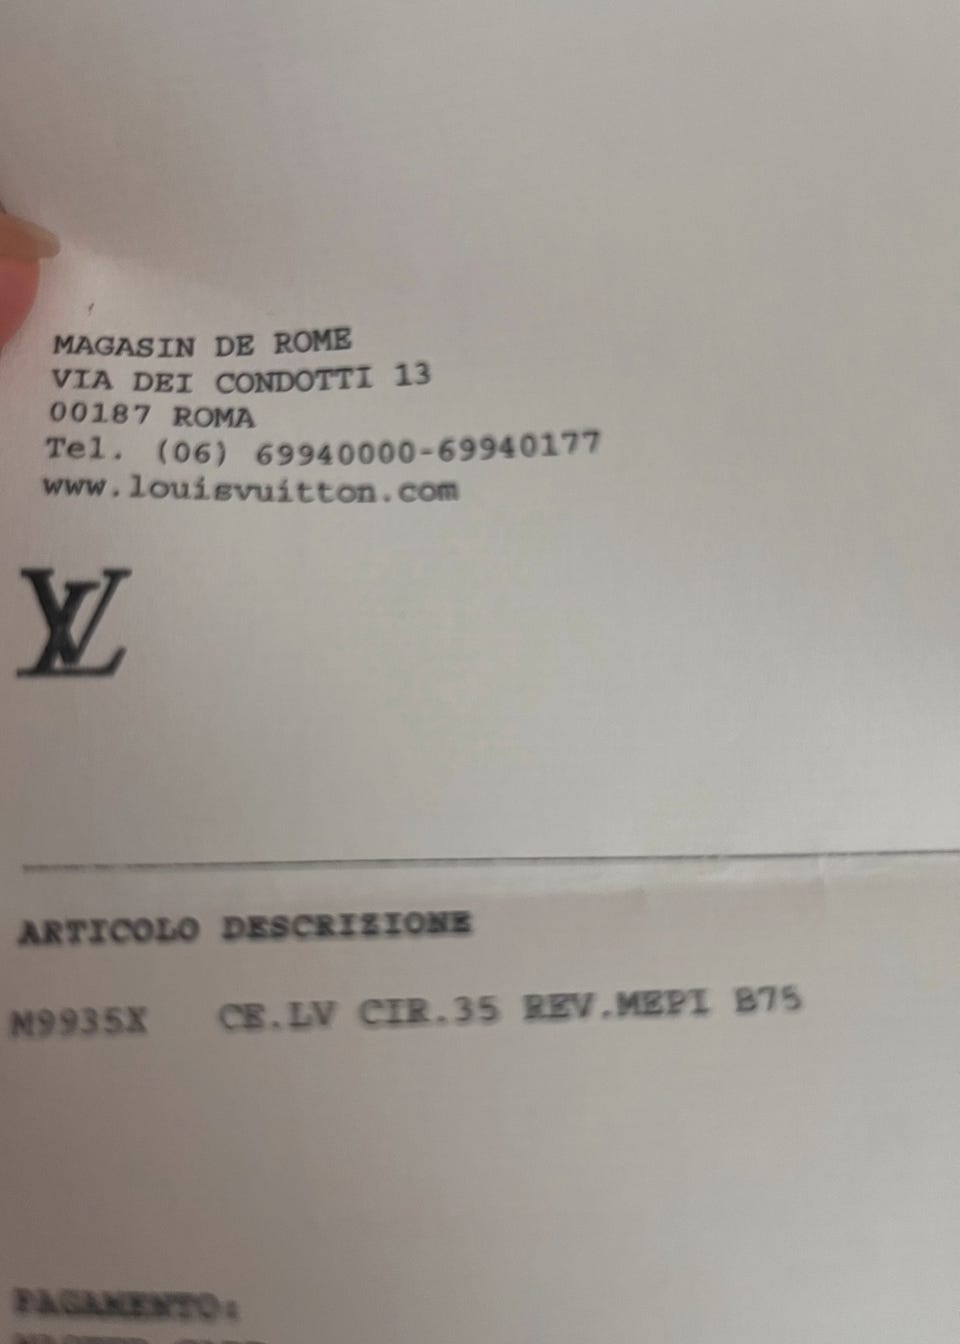 MAGASIN DE ROME
VIA DEI CONDOTTI 13
00187 ROMA
Tel. (06) 69940000-69940177
www.louisvuitton.com
LV
ARTICOLO DESCRIZIONE
M9935X CE.LV CIR.35 REV.MEPI B75
PAGAMENTO: